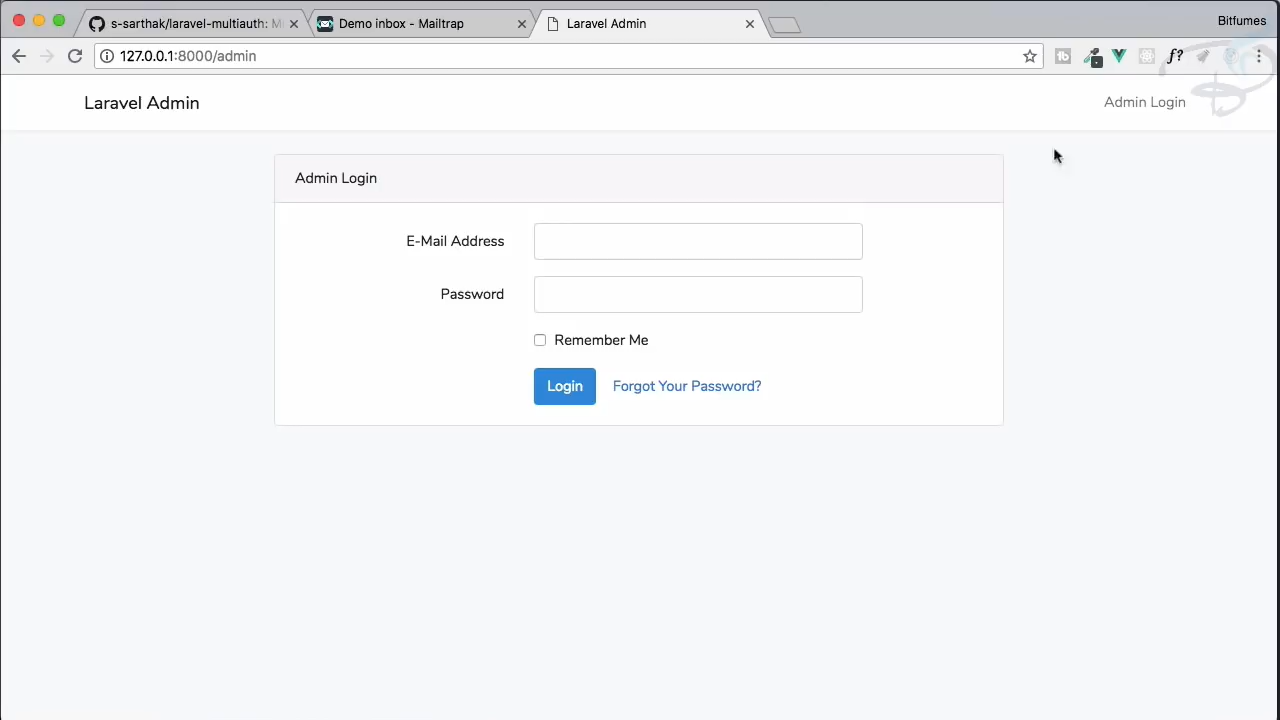 s-sarthak/laravel-multiauth: M
Demo inbox - Mailtrap
Laravel Admin
Bitfumes
127.0.0.1:8000/admin
f?
Laravel Admin
Admin Login
Admin Login
E-Mail Address
Password
Remember Me
Login
Forgot Your Password?